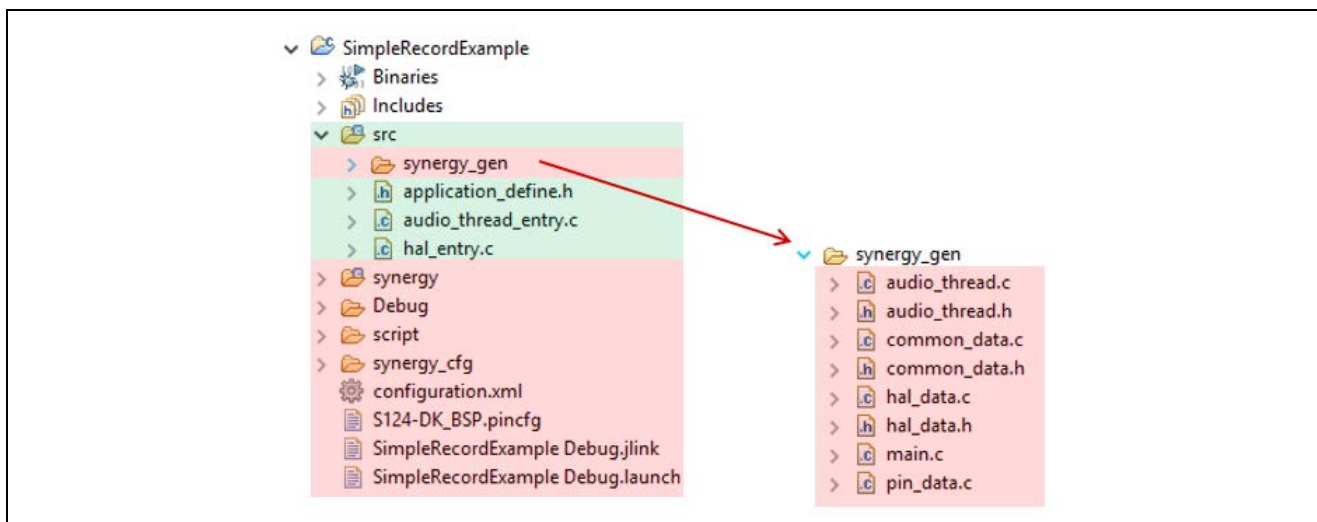 SimpleRecordExample
Binaries
Includes
src
synergy_gen
application_define.h
audio_thread_entry.c
hal_entry.c
synergy
Debug
script
synergy_cfg
configuration.xml
S124-DK_BSP.pincfg
SimpleRecordExample Debug.jlink
SimpleRecordExample Debug.launch
synergy_gen
audio_thread.c
audio_thread.h
common_data.c
common_data.h
hal_data.c
hal_data.h
main.c
pin_data.c